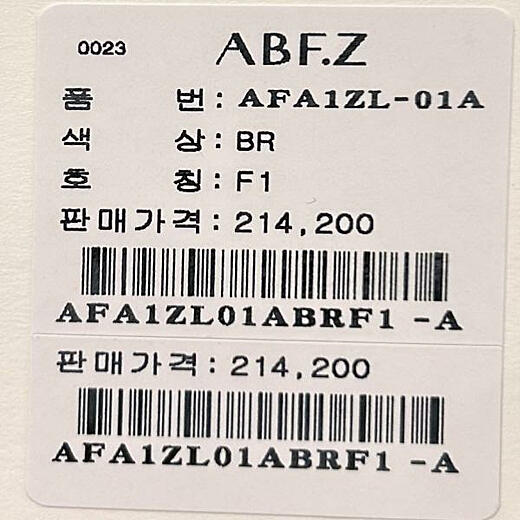 0023 ABF.Z
품 번 : AFA1ZL-01A
색 상 : BR
호 칭 : F1
판매가격 : 214,200
AFA1ZL01ABRF1 -A
판매가격 : 214,200
AFA1ZL01ABRF1 -A